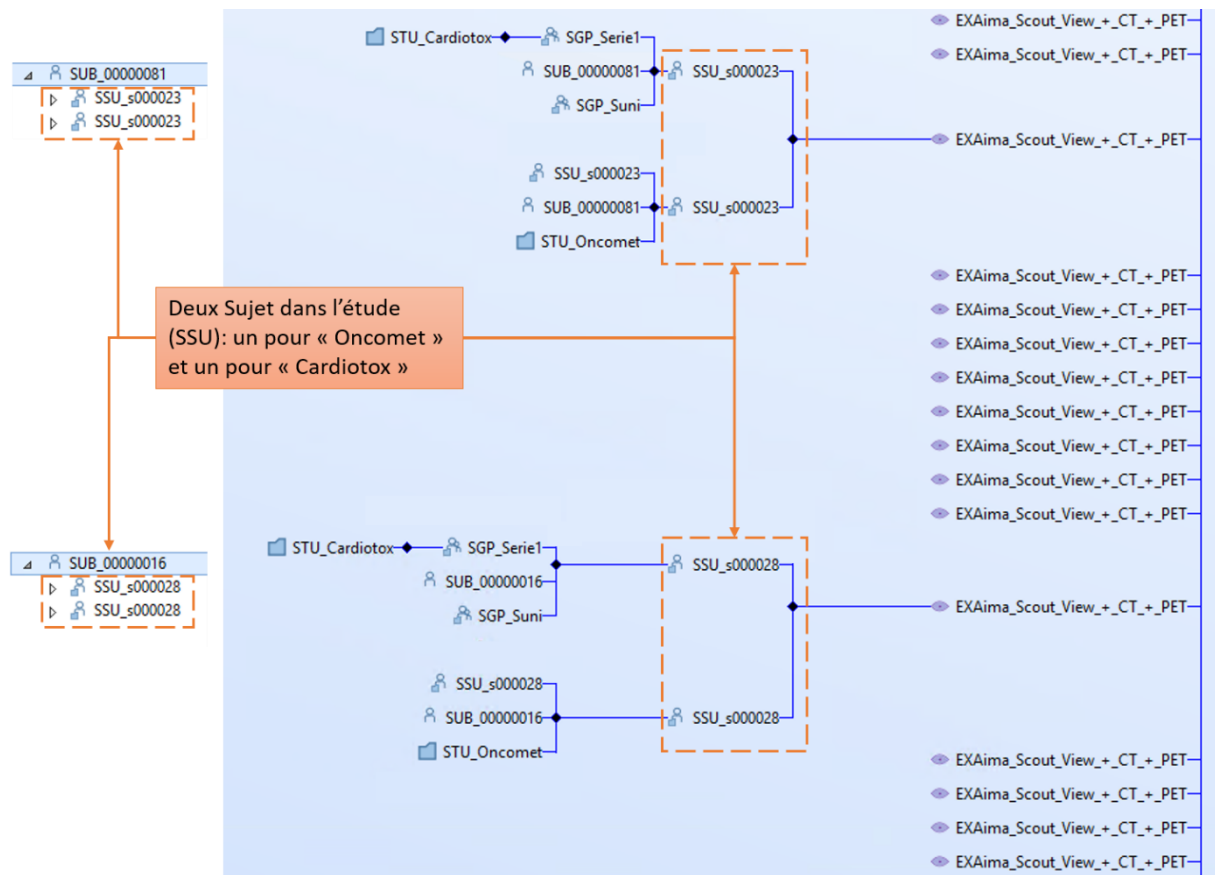 EXAima_Scout_View_+_CT_+_PET
STU_Cardiotox
SGP_Serie1
EXAima_Scout_View_+_CT_+_PET
SUB_00000081
SUB_00000081
SSU_s000023
SSU_s000023
SGP_Suni
SSU_s000023
EXAima_Scout_View_+_CT_+_PET
SSU_s000023
SUB_00000081
SSU_s000023
STU_Oncomet
EXAima_Scout_View_+_CT_+_PET
Deux Sujet dans l’étude
(SSU): un pour « Oncomet »
et un pour « Cardiotox »
EXAima_Scout_View_+_CT_+_PET
EXAima_Scout_View_+_CT_+_PET
EXAima_Scout_View_+_CT_+_PET
EXAima_Scout_View_+_CT_+_PET
EXAima_Scout_View_+_CT_+_PET
EXAima_Scout_View_+_CT_+_PET
EXAima_Scout_View_+_CT_+_PET
STU_Cardiotox
SGP_Serie1
SUB_00000016
SSU_s000028
SSU_s000028
SUB_00000016
SSU_s000028
SGP_Suni
EXAima_Scout_View_+_CT_+_PET
SSU_s000028
SUB_00000016
SSU_s000028
STU_Oncomet
EXAima_Scout_View_+_CT_+_PET
EXAima_Scout_View_+_CT_+_PET
EXAima_Scout_View_+_CT_+_PET
EXAima_Scout_View_+_CT_+_PET